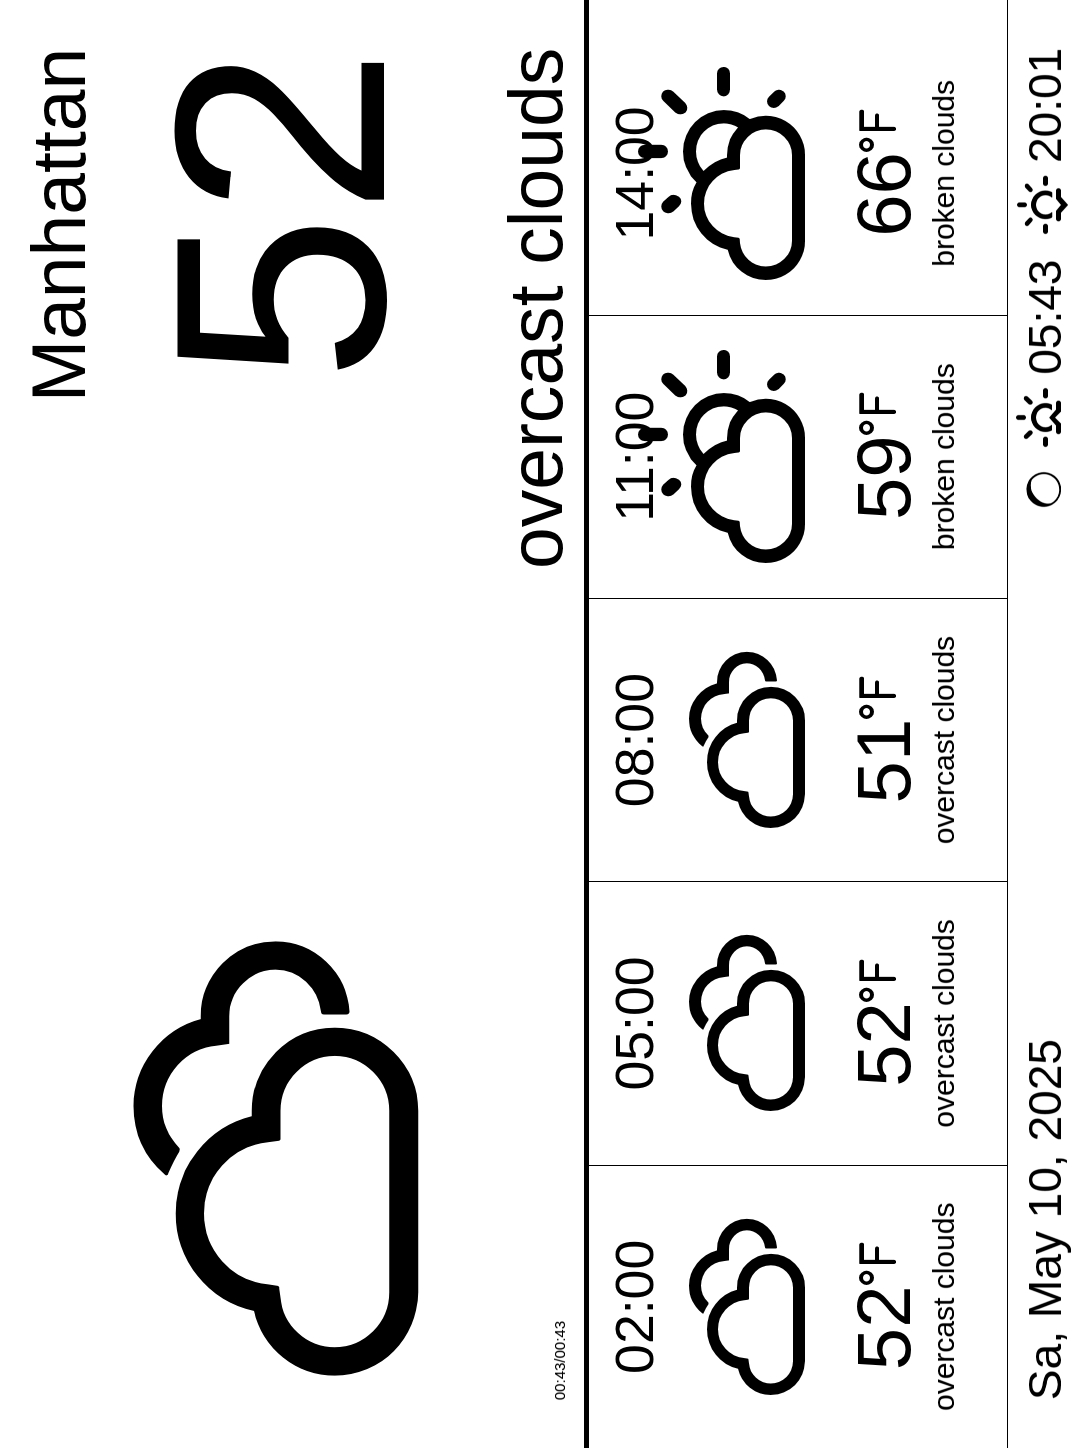 Manhattan
52
overcast clouds
00:43/00:43
02:00
52°F
overcast clouds
05:00
52°F
overcast clouds
08:00
51°F
overcast clouds
11:00
59°F
broken clouds
14:00
66°F
broken clouds
Sa, May 10, 2025
05:43
20:01